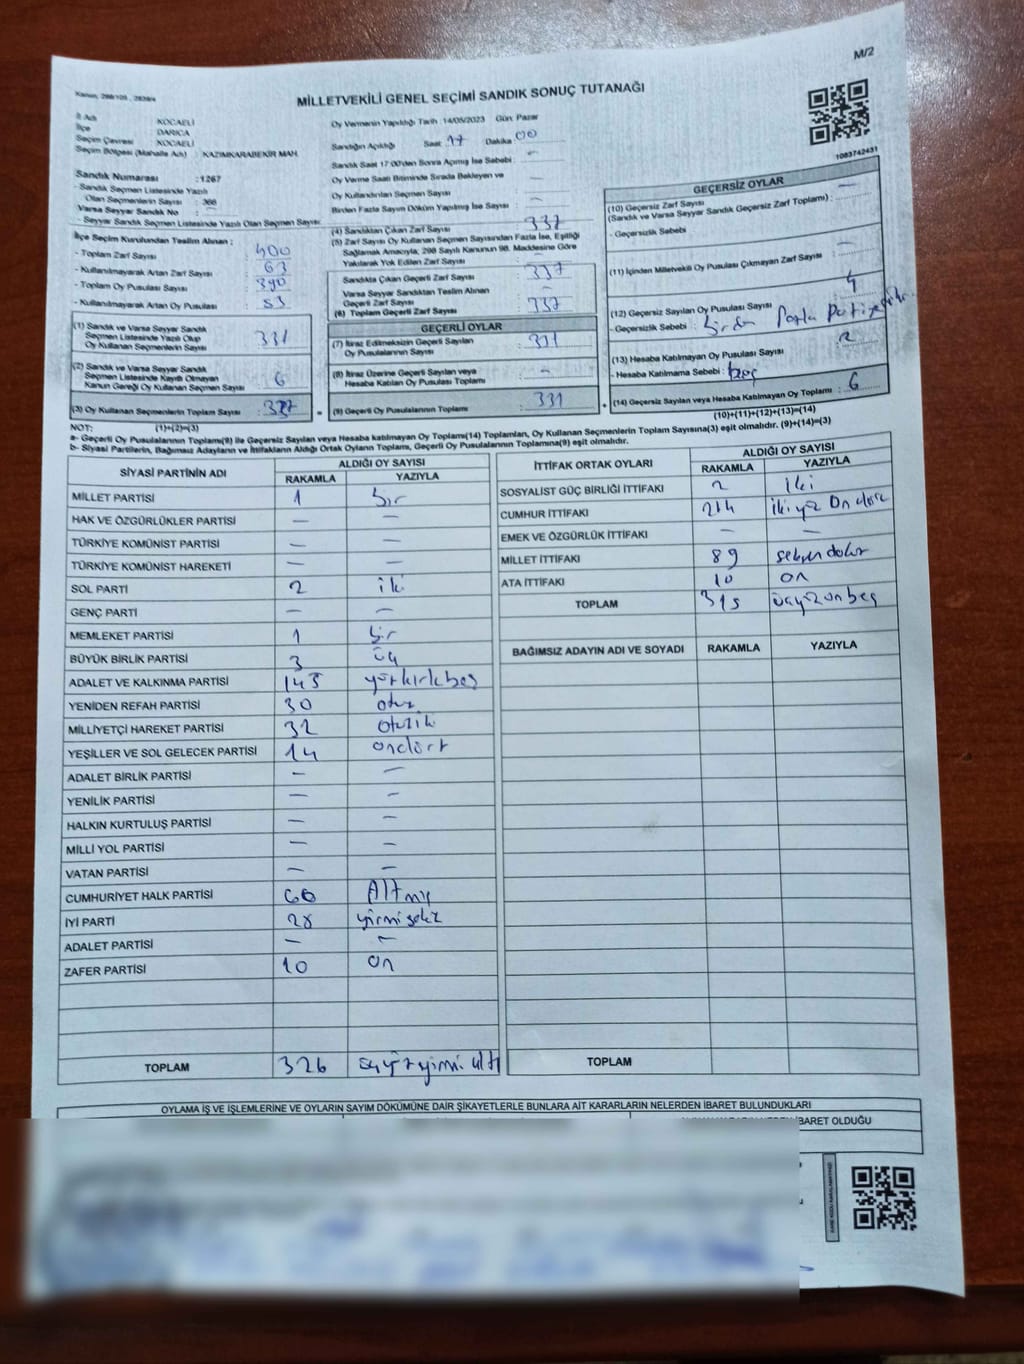 M/2
Kanun, 298/105 , 2839/4
MİLLETVEKİLİ GENEL SEÇİMİ SANDIK SONUÇ TUTANAĞI
İl Adı : KOCAELİ
İlçe : DARICA
Seçim Çevresi : KOCAELİ
Seçim Bölgesi (Mahalle Adı) : KAZIMKARABEKİR MAH.
Sandık Numarası : 1267
- Sandık Seçmen Listesinde Yazılı
Olan Seçmenlerin Sayısı : 366
Varsa Seyyar Sandık No : —
- Seyyar Sandık Seçmen Listesinde Yazılı Olan Seçmen Sayısı:
Oy Vermenin Yapıldığı Tarih :14/05/2023 Gün: Pazar
Sandığın Açıldığı Saat : 17 Dakika : 00
Sandık Saat 17:00'den Sonra Açılmış İse Sebebi : —
Oy Verme Saati Bitiminde Sırada Bekleyen ve
Oy Kullandırılan Seçmen Sayısı : —
Birden Fazla Sayım Döküm Yapılmış İse Sayısı : —
1083742431
İlçe Seçim Kurulundan Teslim Alınan ;
- Toplam Zarf Sayısı : 400
- Kullanılmayarak Artan Zarf Sayısı : 63
- Toplam Oy Pusulası Sayısı : 390
- Kullanılmayarak Artan Oy Pusulası : 53
(1) Sandık ve Varsa Seyyar Sandık
Seçmen Listesinde Yazılı Olup
Oy Kullanan Seçmenlerin Sayısı : 331
(2) Sandık ve Varsa Seyyar Sandık
Seçmen Listesinde Kayıtlı Olmayan
Kanun Gereği Oy Kullanan Seçmen Sayısı : 6
(3) Oy Kullanan Seçmenlerin Toplam Sayısı : 337
(4) Sandıktan Çıkan Zarf Sayısı : 337
(5) Zarf Sayısı Oy Kullanan Seçmen Sayısından Fazla İse, Eşitliği
Sağlamak Amacıyla, 298 Sayılı Kanunun 98. Maddesine Göre
Yakılarak Yok Edilen Zarf Sayısı : —
Sandıkta Çıkan Geçerli Zarf Sayısı : 337
Varsa Seyyar Sandıktan Teslim Alınan
Geçerli Zarf Sayısı : —
(6) Toplam Geçerli Zarf Sayısı : 337
GEÇERLİ OYLAR
(7) İtiraz Edilmeksizin Geçerli Sayılan
Oy Pusulalarının Sayısı : 331
(8) İtiraz Üzerine Geçerli Sayılan veya
Hesaba Katılan Oy Pusulası Toplamı : —
(9) Geçerli Oy Pusulalarının Toplamı : 331
GEÇERSİZ OYLAR
(10) Geçersiz Zarf Sayısı : —
(Sandık ve Varsa Seyyar Sandık Geçersiz Zarf Toplamı) :
- Geçersizlik Sebebi :
(11) İçinden Milletvekili Oy Pusulası Çıkmayan Zarf Sayısı : —
(12) Geçersiz Sayılan Oy Pusulası Sayısı : 4
- Geçersizlik Sebebi : Birden Fazla Partiye
(13) Hesaba Katılmayan Oy Pusulası Sayısı : 2
- Hesaba Katılmama Sebebi : boş
(14) Geçersiz Sayılan veya Hesaba Katılmayan Oy Toplamı : 6
NOT: (1)+(2)=(3)
(10)+(11)+(12)+(13)=(14)
a- Geçerli Oy Pusulalarının Toplamı(9) ile Geçersiz Sayılan veya Hesaba katılmayan Oy Toplamı(14) Toplamları, Oy Kullanan Seçmenlerin Toplam Sayısına(3) eşit olmalıdır. (9)+(14)=(3)
b- Siyasi Partilerin, Bağımsız Adayların ve İttifakların Aldığı Ortak Oyların Toplamı, Geçerli Oy Pusulalarının Toplamına(9) eşit olmalıdır.
SİYASİ PARTİNİN ADI ALDIĞI OY SAYISI
RAKAMLA YAZIYLA
MİLLET PARTİSİ 1 bir
HAK VE ÖZGÜRLÜKLER PARTİSİ — —
TÜRKİYE KOMÜNİST PARTİSİ — —
TÜRKİYE KOMÜNİST HAREKETİ — —
SOL PARTİ 2 iki
GENÇ PARTİ — —
MEMLEKET PARTİSİ 1 bir
BÜYÜK BİRLİK PARTİSİ 3 üç
ADALET VE KALKINMA PARTİSİ 145 yüzkırkbeş
YENİDEN REFAH PARTİSİ 30 otuz
MİLLİYETÇİ HAREKET PARTİSİ 32 otuziki
YEŞİLLER VE SOL GELECEK PARTİSİ 14 ondört
ADALET BİRLİK PARTİSİ — —
YENİLİK PARTİSİ — —
HALKIN KURTULUŞ PARTİSİ — —
MİLLİ YOL PARTİSİ — —
VATAN PARTİSİ — —
CUMHURİYET HALK PARTİSİ 60 Altmış
İYİ PARTİ 28 yirmisekiz
ADALET PARTİSİ — —
ZAFER PARTİSİ 10 on
TOPLAM 326 üçyüzyirmi altı
İTTİFAK ORTAK OYLARI ALDIĞI OY SAYISI
RAKAMLA YAZIYLA
SOSYALİST GÜÇ BİRLİĞİ İTTİFAKI 2 iki
CUMHUR İTTİFAKI 214 ikiyüz Ondört
EMEK VE ÖZGÜRLÜK İTTİFAKI — —
MİLLET İTTİFAKI 89 seksendokuz
ATA İTTİFAKI 10 on
TOPLAM 315 üçyüzonbeş
BAĞIMSIZ ADAYIN ADI VE SOYADI RAKAMLA YAZIYLA
TOPLAM
OYLAMA İŞ VE İŞLEMLERİNE VE OYLARIN SAYIM DÖKÜMÜNE DAİR ŞİKAYETLERLE BUNLARA AİT KARARLARIN NELERDEN İBARET BULUNDUKLARI
İBARET OLDUĞU